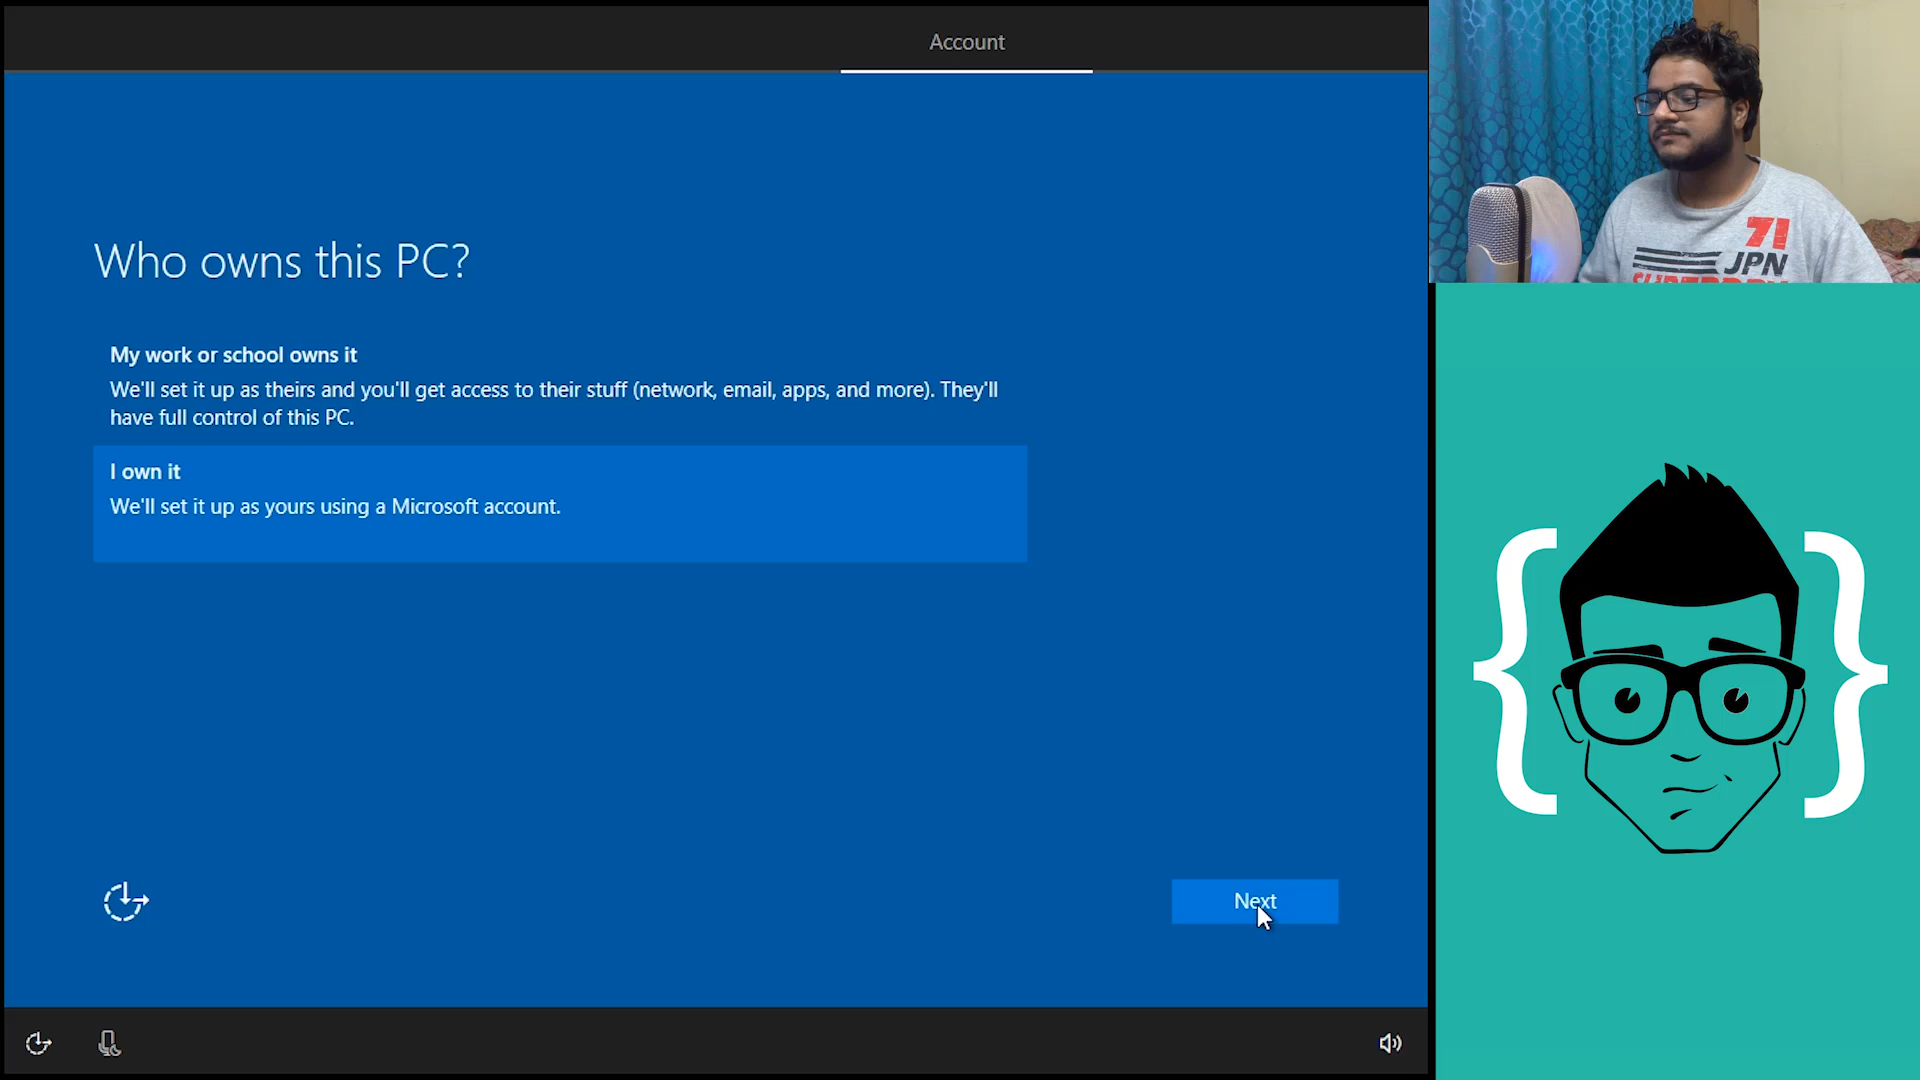 Account
Who owns this PC?
My work or school owns it
We'll set it up as theirs and you'll get access to their stuff (network, email, apps, and more). They'll
have full control of this PC.
I own it
We'll set it up as yours using a Microsoft account.
Next
71
JPN